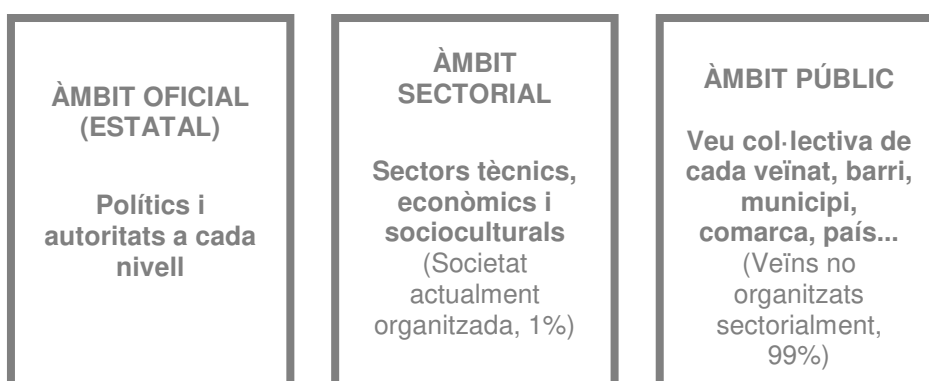 ÀMBIT OFICIAL
(ESTATAL)
Polítics i
autoritats a cada
nivell
ÀMBIT
SECTORIAL
Sectors tècnics,
econòmics i
socioculturals
(Societat
actualment
organitzada, 1%)
ÀMBIT PÚBLIC
Veu col·lectiva de
cada veïnat, barri,
municipi,
comarca, país...
(Veïns no
organitzats
sectorialment,
99%)